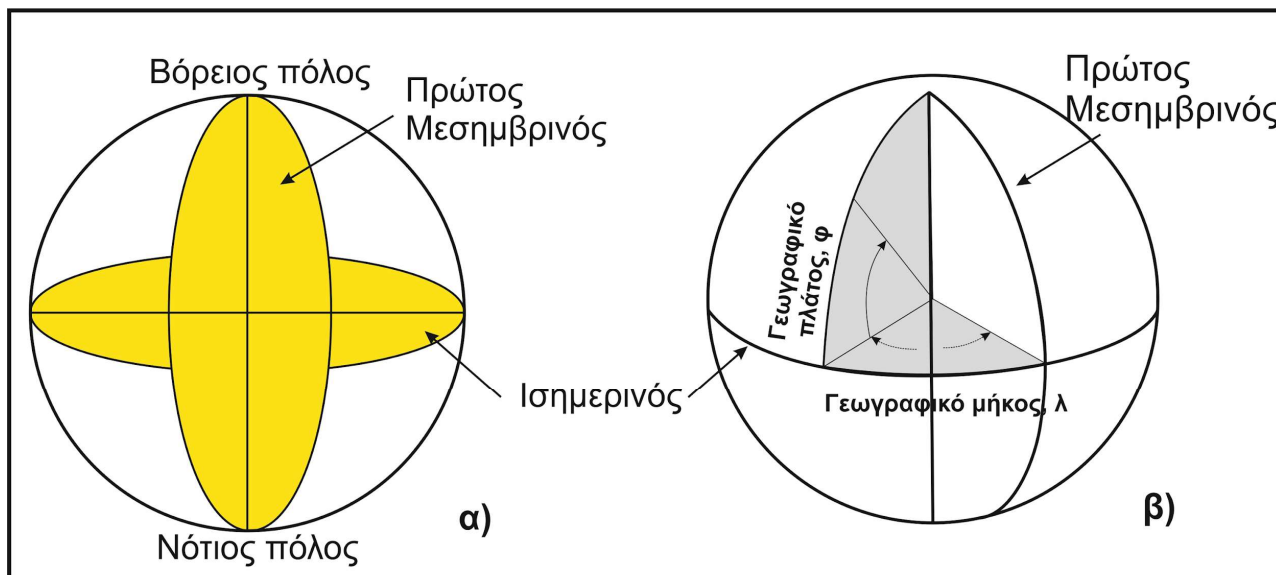 Βόρειος πόλος
Πρώτος
Μεσημβρινός
Ισημερινός
Νότιος πόλος
α)
Πρώτος
Μεσημβρινός
Γεωγραφικό
πλάτος, φ
Γεωγραφικό μήκος, λ
β)